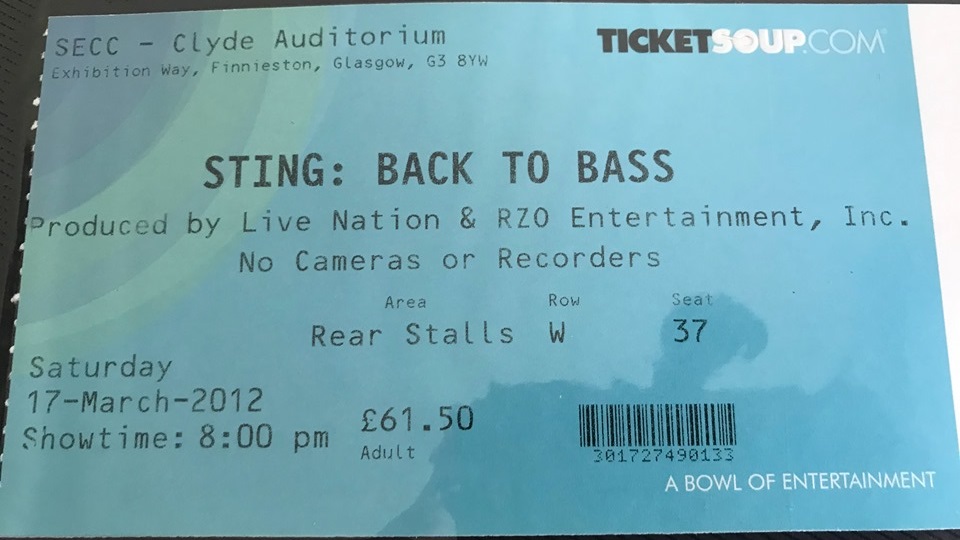 SECC - Clyde Auditorium
TICKETSOUP.COM
Exhibition Way, Finnieston, Glasgow, G3 8YW
STING: BACK TO BASS
Produced by Live Nation & RZO Entertainment, Inc.
No Cameras or Recorders
Area Row Seat
Rear Stalls W 37
Saturday
17-March-2012
Showtime: 8:00 pm
£61.50
Adult
301727490133
A BOWL OF ENTERTAINMENT